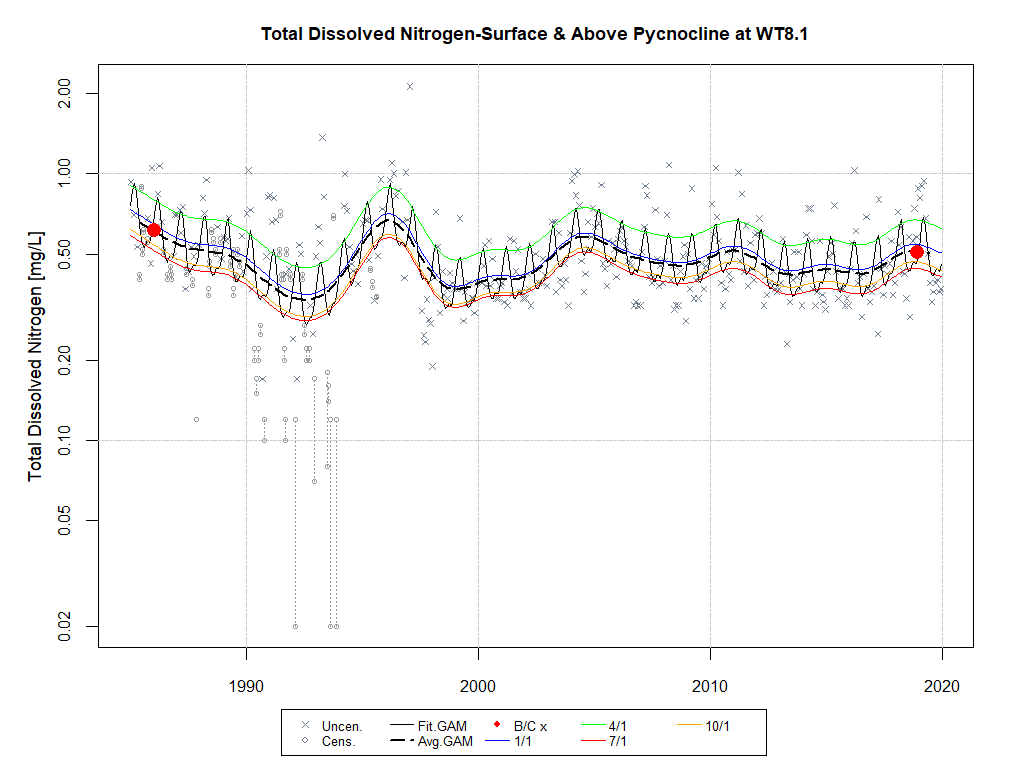 Total Dissolved Nitrogen-Surface & Above Pycnocline at WT8.1
Total Dissolved Nitrogen [mg/L]
2.00
1.00
0.50
0.20
0.10
0.05
0.02
1990 2000 2010 2020
Uncen. Fit.GAM B/C x 4/1 10/1
Cens. Avg.GAM 1/1 7/1